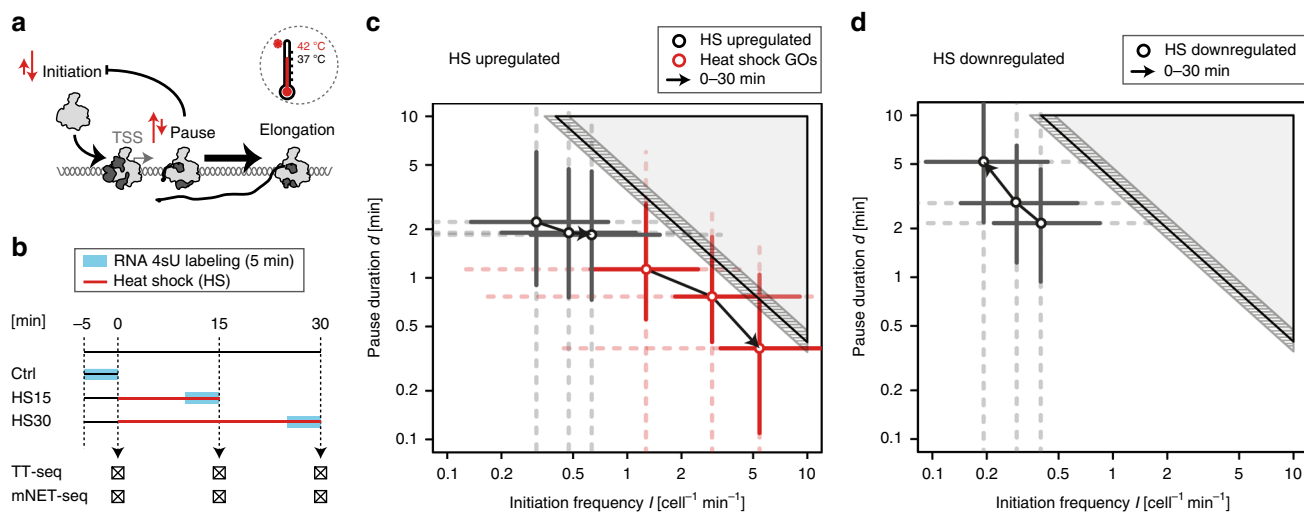 a
Initiation
42 °C
37 °C
TSS
Pause
Elongation
b
RNA 4sU labeling (5 min)
Heat shock (HS)
[min]
–5
0
15
30
Ctrl
HS15
HS30
TT-seq
mNET-seq
c
HS upregulated
HS upregulated
Heat shock GOs
0–30 min
Pause duration d [min]
10
5
2
1
0.5
0.2
0.1
0.1
0.2
0.5
1
2
5
10
Initiation frequency I [cell⁻¹ min⁻¹]
d
HS downregulated
HS downregulated
0–30 min
Pause duration d [min]
10
5
2
1
0.5
0.2
0.1
0.1
0.2
0.5
1
2
5
10
Initiation frequency I [cell⁻¹ min⁻¹]